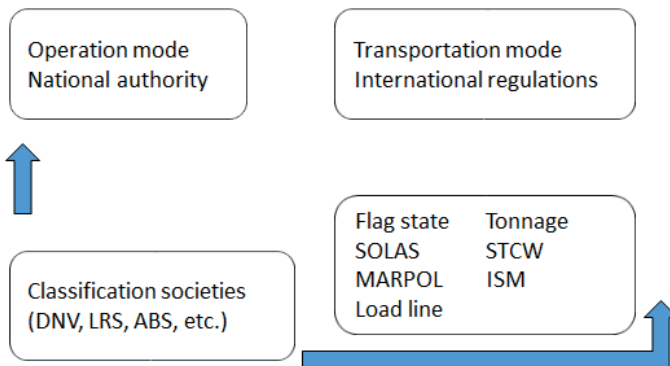 Operation mode
National authority
Transportation mode
International regulations
Flag state Tonnage
SOLAS STCW
MARPOL ISM
Load line
Classification societies
(DNV, LRS, ABS, etc.)